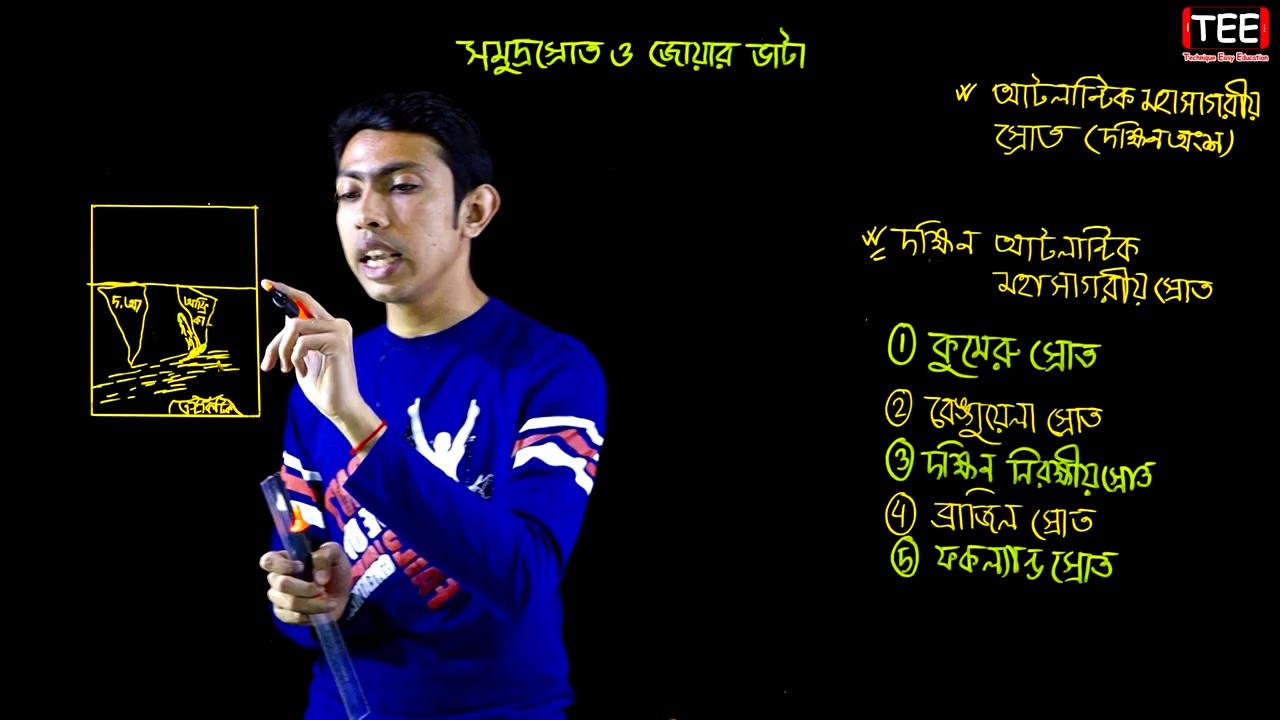 সমুদ্রস্রোত ও জোয়ার ভাটা
TEE
Technique Easy Education
* আটলান্টিক মহাসাগরীয়
স্রোত (দক্ষিন অংশ)
* দক্ষিন আটলান্টিক
মহাসাগরীয় স্রোত
① কুমেরু স্রোত
② বেঙ্গুয়েলা স্রোত
③ দক্ষিন নিরক্ষীয় স্রোত
④ ব্রাজিল স্রোত
⑤ ফকল্যান্ড স্রোত
দ.আ
আফ্রি
কা